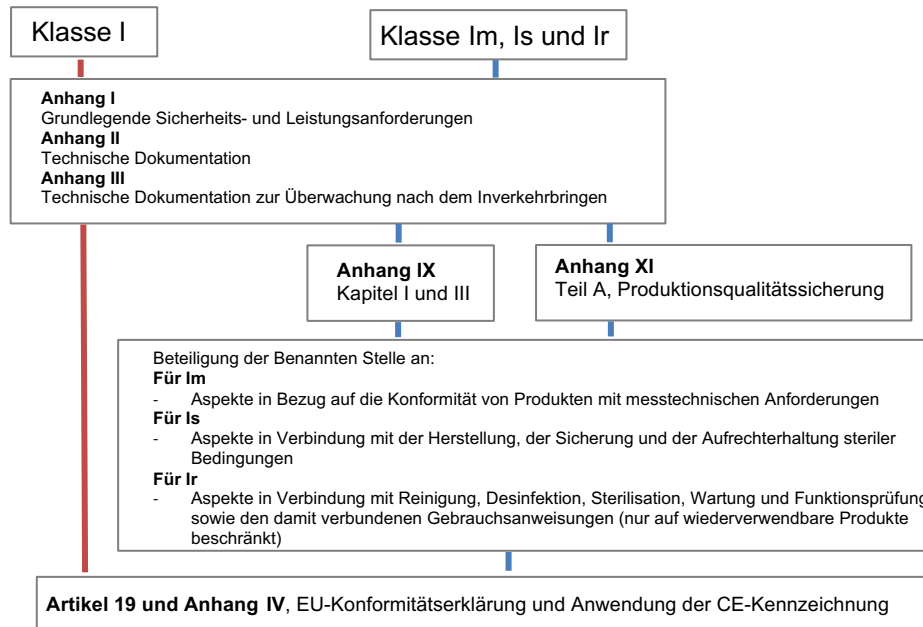 Klasse I
Klasse Im, Is und Ir
Anhang I
Grundlegende Sicherheits- und Leistungsanforderungen
Anhang II
Technische Dokumentation
Anhang III
Technische Dokumentation zur Überwachung nach dem Inverkehrbringen
Anhang IX
Kapitel I und III
Anhang XI
Teil A, Produktionsqualitätssicherung
Beteiligung der Benannten Stelle an:
Für Im
- Aspekte in Bezug auf die Konformität von Produkten mit messtechnischen Anforderungen
Für Is
- Aspekte in Verbindung mit der Herstellung, der Sicherung und der Aufrechterhaltung steriler
Bedingungen
Für Ir
- Aspekte in Verbindung mit Reinigung, Desinfektion, Sterilisation, Wartung und Funktionsprüfung
sowie den damit verbundenen Gebrauchsanweisungen (nur auf wiederverwendbare Produkte
beschränkt)
Artikel 19 und Anhang IV, EU-Konformitätserklärung und Anwendung der CE-Kennzeichnung